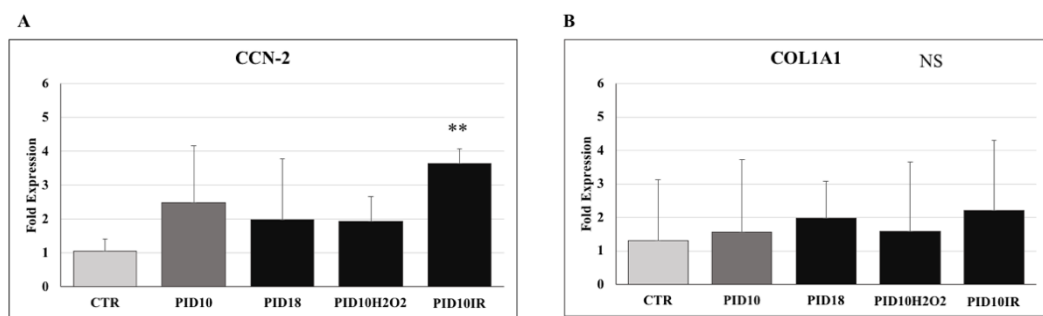 A
CCN-2
Fold Expression
6
5
4
3
2
1
0
**
CTR PID10 PID18 PID10H2O2 PID10IR
B
COL1A1 NS
Fold Expression
6
5
4
3
2
1
0
CTR PID10 PID18 PID10H2O2 PID10IR